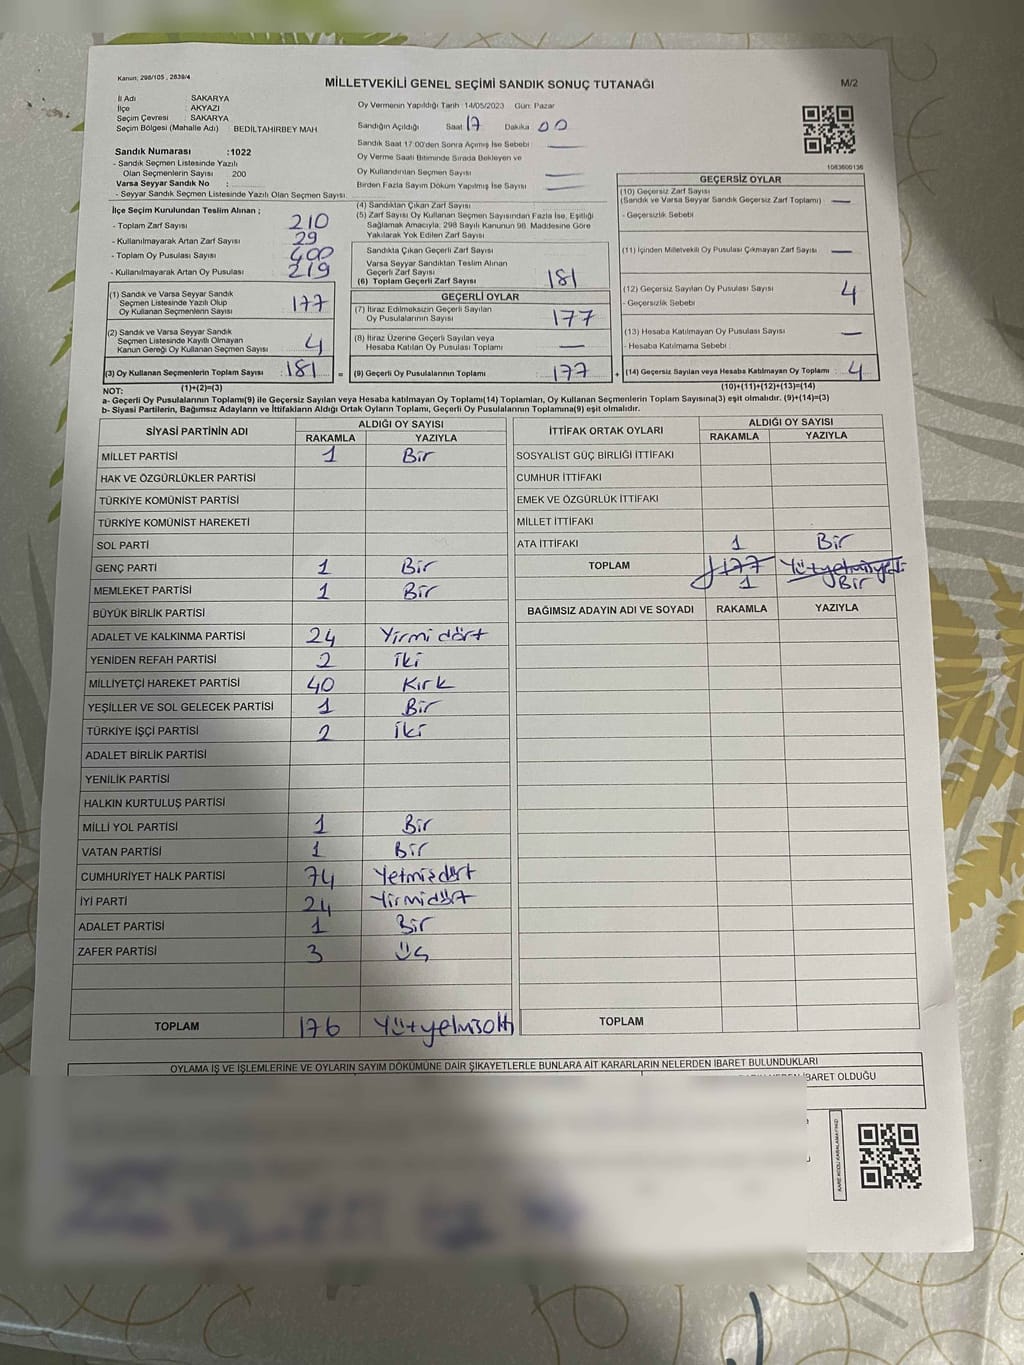 Kanun: 298/105 , 2839/4
MİLLETVEKİLİ GENEL SEÇİMİ SANDIK SONUÇ TUTANAĞI
M/2
İl Adı : SAKARYA
İlçe : AKYAZI
Seçim Çevresi : SAKARYA
Seçim Bölgesi (Mahalle Adı) : BEDİLTAHİRBEY MAH
Sandık Numarası :1022
- Sandık Seçmen Listesinde Yazılı
Olan Seçmenlerin Sayısı : 200
Varsa Seyyar Sandık No :
- Seyyar Sandık Seçmen Listesinde Yazılı Olan Seçmen Sayısı:
Oy Vermenin Yapıldığı Tarih :14/05/2023 Gün: Pazar
Sandığın Açıldığı Saat 17 Dakika 00
Sandık Saat 17:00'den Sonra Açımış İse Sebebi :
Oy Verme Saati Bitiminde Sırada Bekleyen ve
Oy Kullandırılan Seçmen Sayısı
Birden Fazla Sayım Döküm Yapılmış İse Sayısı
1083600136
İlçe Seçim Kurulundan Teslim Alınan ;
- Toplam Zarf Sayısı 210
- Kullanılmayarak Artan Zarf Sayısı 29
- Toplam Oy Pusulası Sayısı 400
- Kullanılmayarak Artan Oy Pusulası 219
(1) Sandık ve Varsa Seyyar Sandık
Seçmen Listesinde Yazılı Olup
Oy Kullanan Seçmenlerin Sayısı 177
(2) Sandık ve Varsa Seyyar Sandık
Seçmen Listesinde Kayıtlı Olmayan
Kanun Gereği Oy Kullanan Seçmen Sayısı 4
(3) Oy Kullanan Seçmenlerin Toplam Sayısı : 181 =
(1)+(2)=(3)
(4) Sandıktan Çıkan Zarf Sayısı
(5) Zarf Sayısı Oy Kullanan Seçmen Sayısından Fazla İse, Eşitliği
Sağlamak Amacıyla, 298 Sayılı Kanunun 98. Maddesine Göre
Yakılarak Yok Edilen Zarf Sayısı
Sandıkta Çıkan Geçerli Zarf Sayısı
Varsa Seyyar Sandıktan Teslim Alınan
Geçerli Zarf Sayısı
(6) Toplam Geçerli Zarf Sayısı 181
GEÇERLİ OYLAR
(7) İtiraz Edilmeksizin Geçerli Sayılan
Oy Pusulalarının Sayısı 177
(8) İtiraz Üzerine Geçerli Sayılan veya
Hesaba Katılan Oy Pusulası Toplamı —
(9) Geçerli Oy Pusulalarının Toplamı 177 +
GEÇERSİZ OYLAR
(10) Geçersiz Zarf Sayısı
(Sandık ve Varsa Seyyar Sandık Geçersiz Zarf Toplamı) —
- Geçersizlik Sebebi
(11) İçinden Milletvekili Oy Pusulası Çıkmayan Zarf Sayısı —
(12) Geçersiz Sayılan Oy Pusulası Sayısı 4
- Geçersizlik Sebebi
(13) Hesaba Katılmayan Oy Pusulası Sayısı —
- Hesaba Katılmama Sebebi :
(14) Geçersiz Sayılan veya Hesaba Katılmayan Oy Toplamı : 4
(10)+(11)+(12)+(13)=(14)
NOT:
a- Geçerli Oy Pusulalarının Toplamı(9) ile Geçersiz Sayılan veya Hesaba katılmayan Oy Toplamı(14) Toplamları, Oy Kullanan Seçmenlerin Toplam Sayısına(3) eşit olmalıdır. (9)+(14)=(3)
b- Siyasi Partilerin, Bağımsız Adayların ve İttifakların Aldığı Ortak Oyların Toplamı, Geçerli Oy Pusulalarının Toplamına(9) eşit olmalıdır.
SİYASİ PARTİNİN ADI ALDIĞI OY SAYISI
RAKAMLA YAZIYLA
MİLLET PARTİSİ 1 Bir
HAK VE ÖZGÜRLÜKLER PARTİSİ
TÜRKİYE KOMÜNİST PARTİSİ
TÜRKİYE KOMÜNİST HAREKETİ
SOL PARTİ
GENÇ PARTİ 1 Bir
MEMLEKET PARTİSİ 1 Bir
BÜYÜK BİRLİK PARTİSİ
ADALET VE KALKINMA PARTİSİ 24 Yirmi dört
YENİDEN REFAH PARTİSİ 2 İki
MİLLİYETÇİ HAREKET PARTİSİ 40 Kırk
YEŞİLLER VE SOL GELECEK PARTİSİ 1 Bir
TÜRKİYE İŞÇİ PARTİSİ 2 İki
ADALET BİRLİK PARTİSİ
YENİLİK PARTİSİ
HALKIN KURTULUŞ PARTİSİ
MİLLİ YOL PARTİSİ 1 Bir
VATAN PARTİSİ 1 Bir
CUMHURİYET HALK PARTİSİ 74 Yetmişdört
İYİ PARTİ 24 Yirmidört
ADALET PARTİSİ 1 Bir
ZAFER PARTİSİ 3 üç
TOPLAM 176 Yüzyetmişaltı
İTTİFAK ORTAK OYLARI ALDIĞI OY SAYISI
RAKAMLA YAZIYLA
SOSYALİST GÜÇ BİRLİĞİ İTTİFAKI
CUMHUR İTTİFAKI
EMEK VE ÖZGÜRLÜK İTTİFAKI
MİLLET İTTİFAKI
ATA İTTİFAKI 1 Bir
TOPLAM 177 Yüzyetmişyedi
1 Bir
BAĞIMSIZ ADAYIN ADI VE SOYADI RAKAMLA YAZIYLA
TOPLAM
OYLAMA İŞ VE İŞLEMLERİNE VE OYLARIN SAYIM DÖKÜMÜNE DAİR ŞİKAYETLERLE BUNLARA AİT KARARLARIN NELERDEN İBARET BULUNDUKLARI
İBARET OLDUĞU